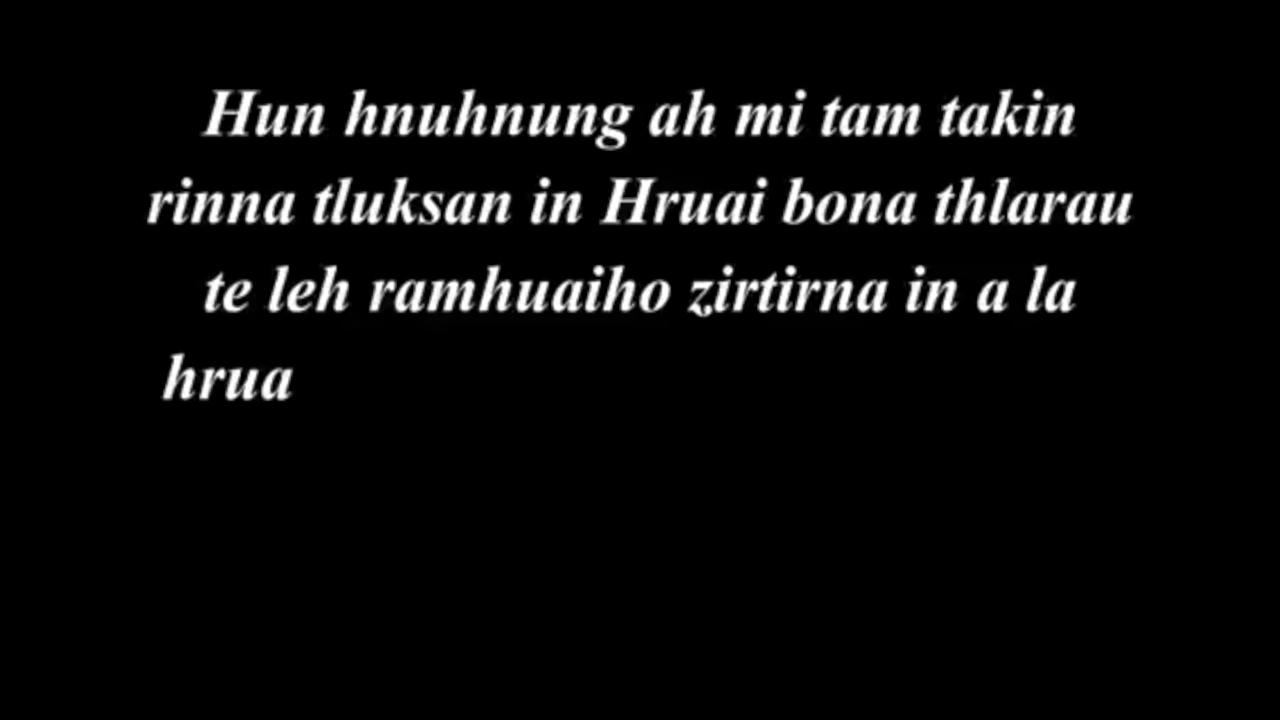 Hun hnuhnung ah mi tam takin
rinna tluksan in Hruai bona thlarau
te leh ramhuaiho zirtirna in a la
hrua